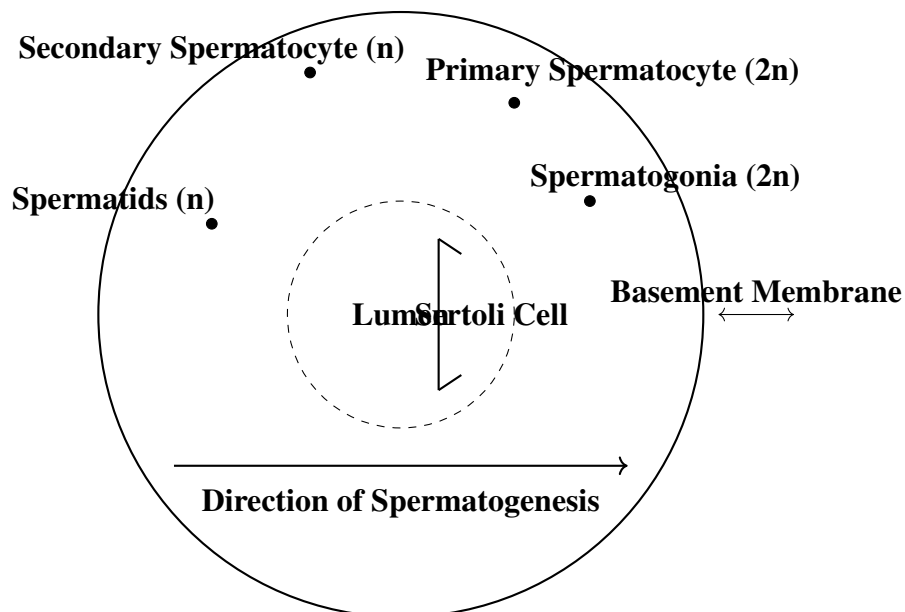 Secondary Spermatocyte (n)
Primary Spermatocyte (2n)
Spermatogonia (2n)
Spermatids (n)
Basement Membrane
Lumen
Sertoli Cell
Direction of Spermatogenesis